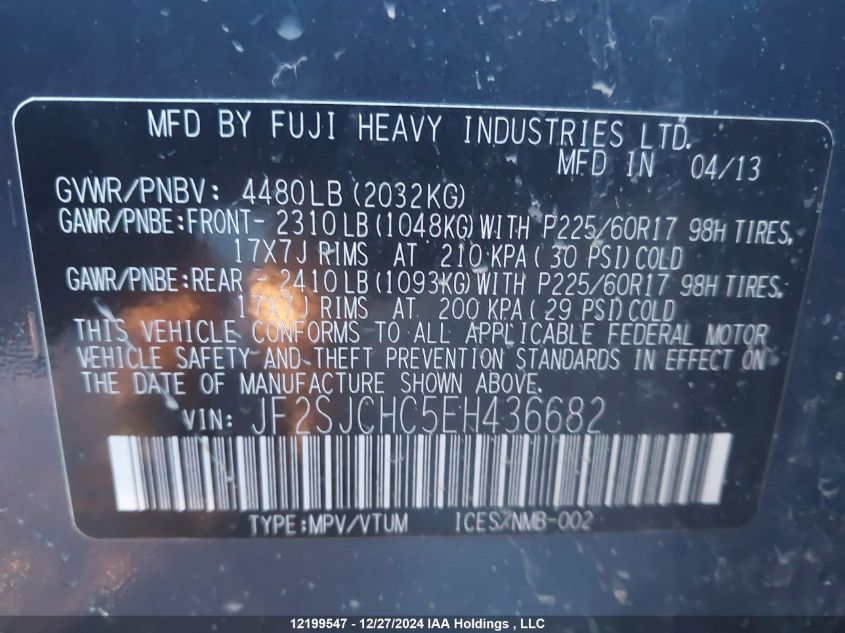 MFD BY FUJI HEAVY INDUSTRIES LTD.
MFD IN 04/13
GVWR/PNBV: 4480LB(2032KG)
GAWR/PNBE:FRONT- 2310LB(1048KG)WITH P225/60R17 98H TIRES,
17X7J RIMS AT 210 KPA( 30 PSI)COLD
GAWR/PNBE:REAR - 2410LB(1093KG)WITH P225/60R17 98H TIRES,
17X7J RIMS AT 200 KPA( 29 PSI)COLD
THIS VEHICLE CONFORMS TO ALL APPLICABLE FEDERAL MOTOR
VEHICLE SAFETY AND THEFT PREVENTION STANDARDS IN EFFECT ON
THE DATE OF MANUFACTURE SHOWN ABOVE.
VIN: JF2SJCHC5EH436682
TYPE:MPV/VTUM ICES/NMB-002
12199547 - 12/27/2024 IAA Holdings , LLC